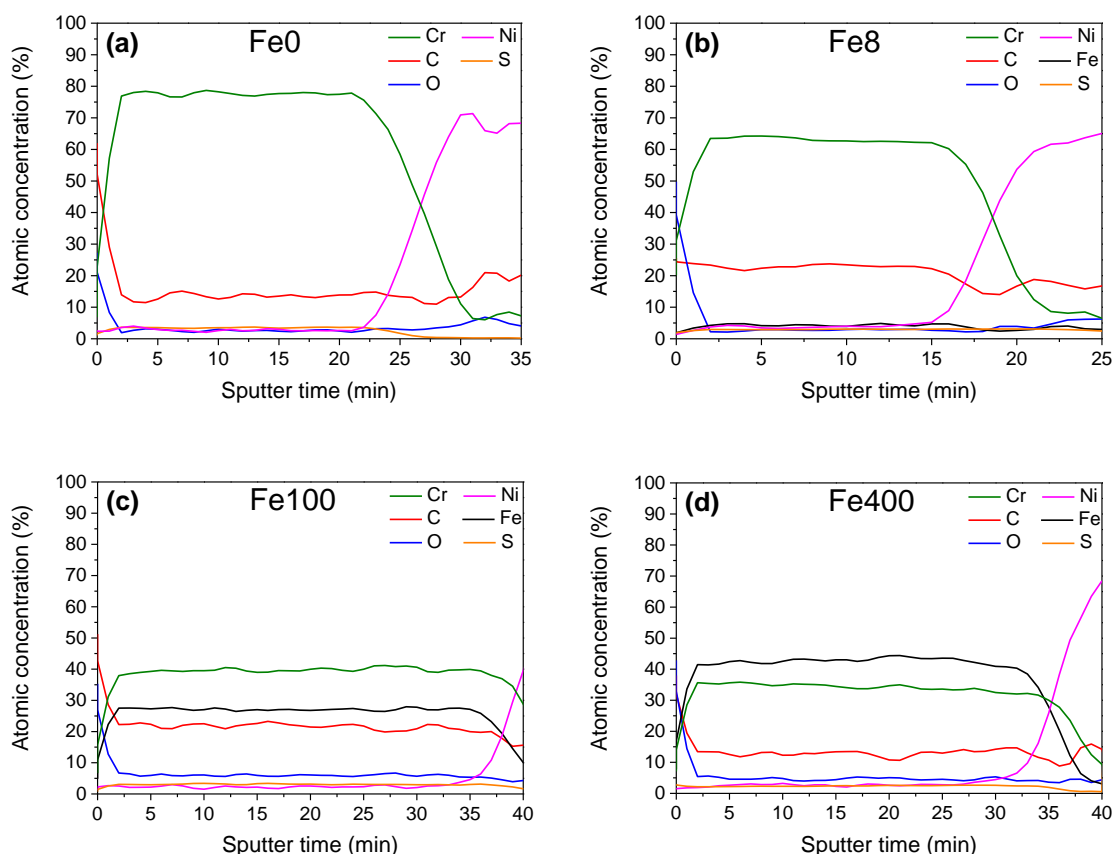 (a) Fe0
Cr Ni
C S
O
Atomic concentration (%)
100
90
80
70
60
50
40
30
20
10
0
0 5 10 15 20 25 30 35
Sputter time (min)
(b) Fe8
Cr Ni
C Fe
O S
Atomic concentration (%)
100
90
80
70
60
50
40
30
20
10
0
0 5 10 15 20 25
Sputter time (min)
(c) Fe100
Cr Ni
C Fe
O S
Atomic concentration (%)
100
90
80
70
60
50
40
30
20
10
0
0 5 10 15 20 25 30 35 40
Sputter time (min)
(d) Fe400
Cr Ni
C Fe
O S
Atomic concentration (%)
100
90
80
70
60
50
40
30
20
10
0
0 5 10 15 20 25 30 35 40
Sputter time (min)